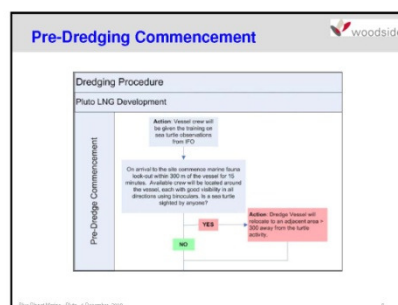 Pre-Dredging Commencement
woodside
Dredging Procedure
Pluto LNG Development
Pre-Dredge Commencement
Action: Vessel crew will
be given the training on
sea turtle observations
from IFO
On arrival to the site commence marine fauna
look-out within 300 m of the vessel for 15
minutes. Available crew will be located around
the vessel, each with good visibility in all
directions using binoculars. Is a sea turtle
sighted by anyone?
YES
Action: Dredge Vessel will
relocate to an adjacent area >
300 away from the turtle
activity.
NO